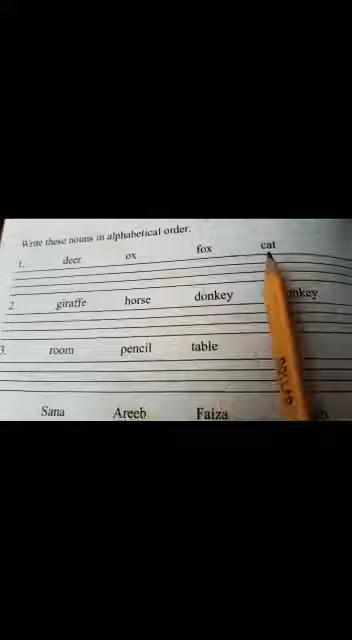 Write these nouns in alphabetical order.
1. deer ox fox cat
2 giraffe horse donkey
3. room pencil table
Sana Areeb Faiza